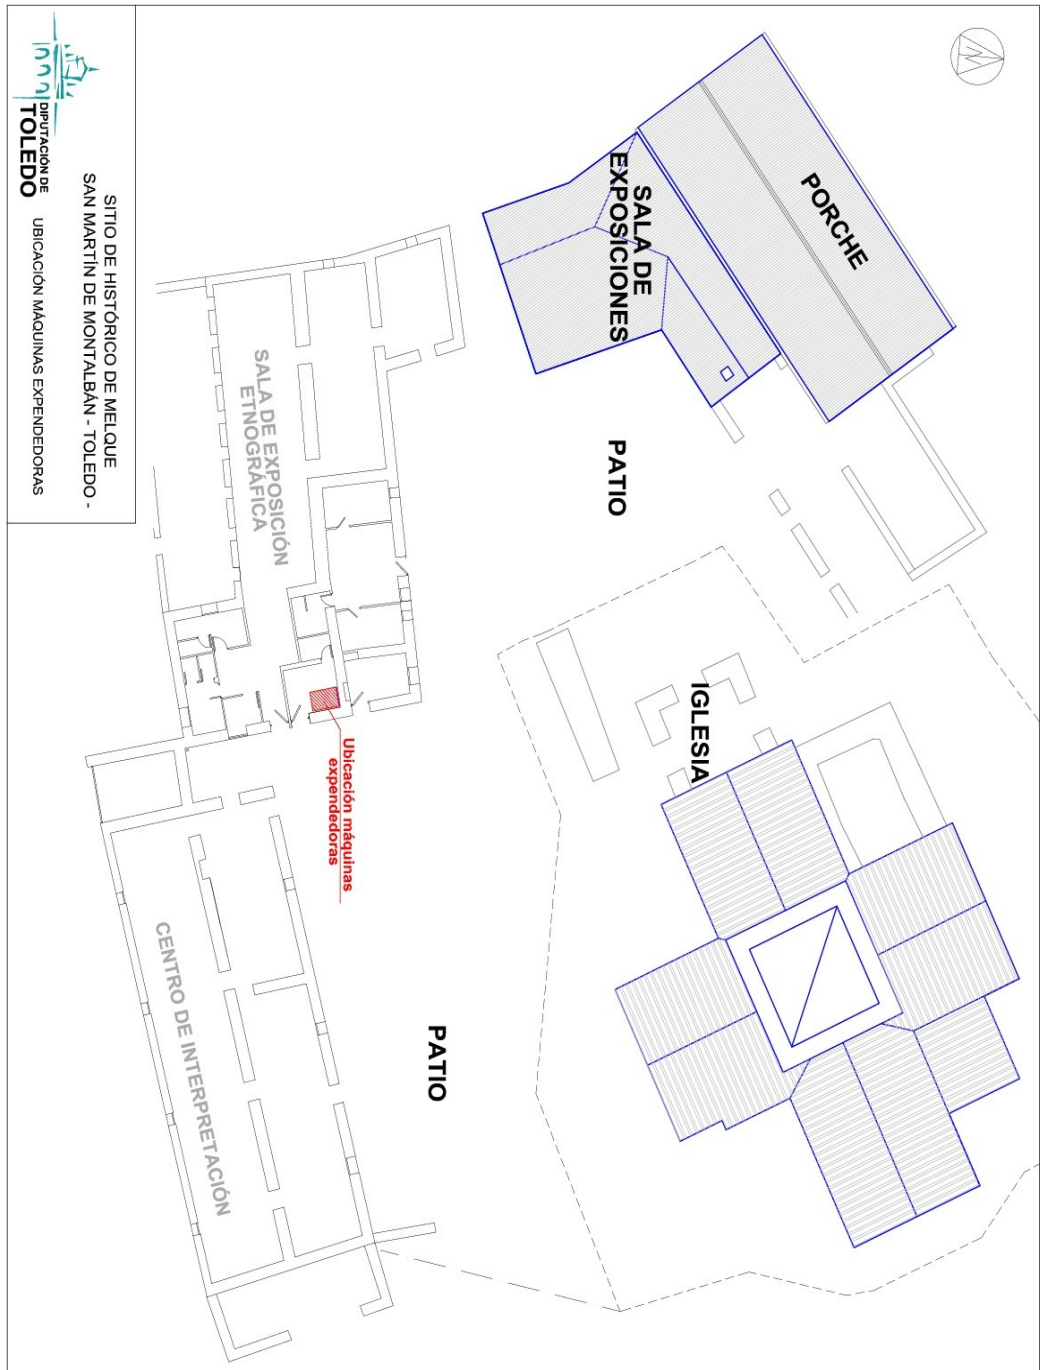 PORCHE
SALA DE
EXPOSICIONES
PATIO
IGLESIA
SALA DE EXPOSICIÓN
ETNOGRÁFICA
Ubicación máquinas
expendedoras
PATIO
CENTRO DE INTERPRETACIÓN
SITIO DE HISTÓRICO DE MELQUE
SAN MARTÍN DE MONTALBÁN - TOLEDO -
DIPUTACIÓN DE
TOLEDO
UBICACIÓN MÁQUINAS EXPENDEDORAS
N